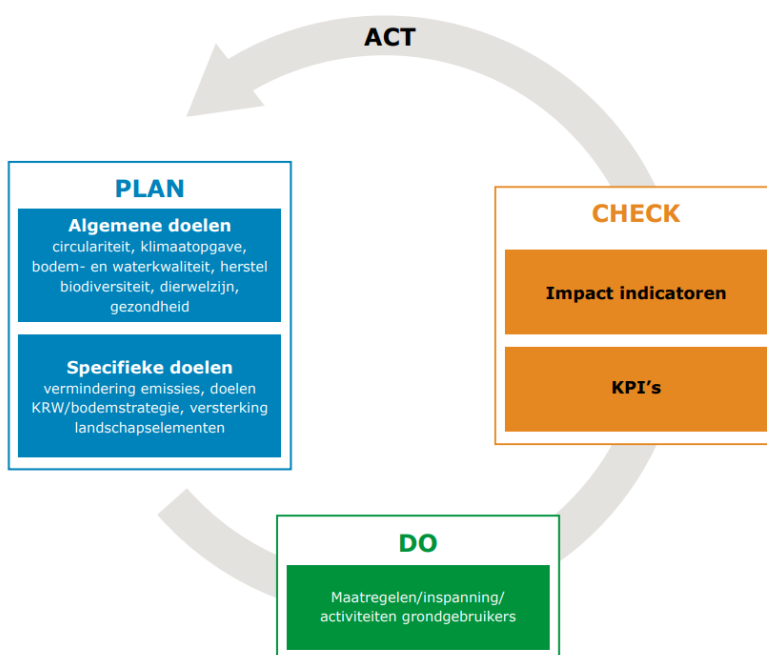 ACT
PLAN
Algemene doelen
circulariteit, klimaatopgave,
bodem- en waterkwaliteit, herstel
biodiversiteit, dierwelzijn,
gezondheid
Specifieke doelen
vermindering emissies, doelen
KRW/bodemstrategie, versterking
landschapselementen
CHECK
Impact indicatoren
KPI's
DO
Maatregelen/inspanning/
activiteiten grondgebruikers